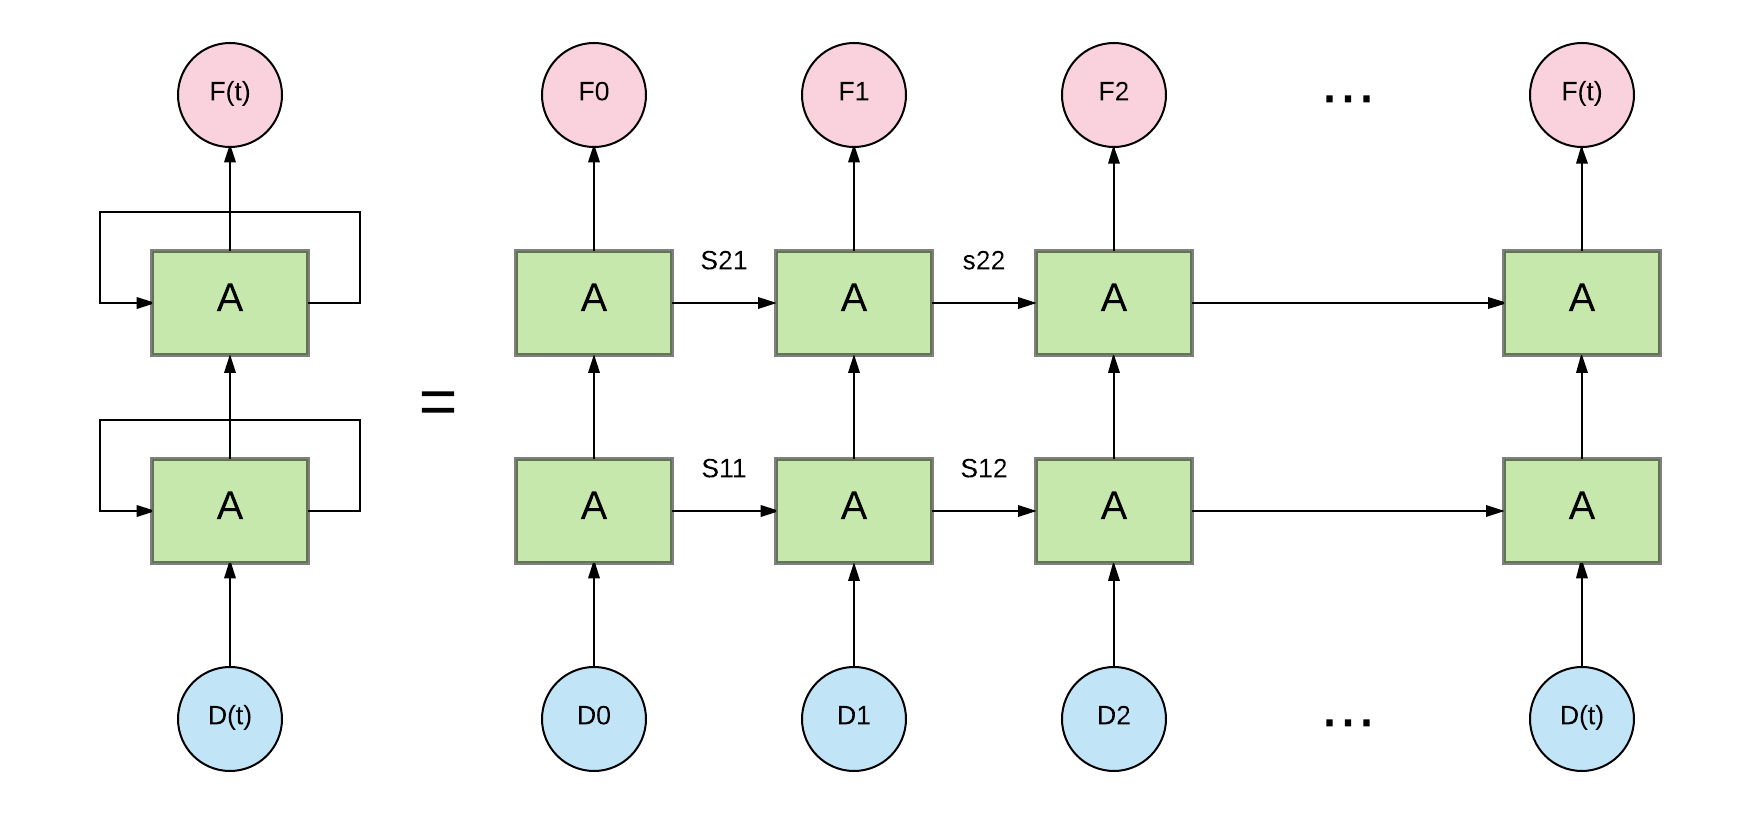 F(t) F0 F1 F2 ... F(t)
S21 s22
A A A A A
=
S11 S12
A A A A A
D(t) D0 D1 D2 ... D(t)